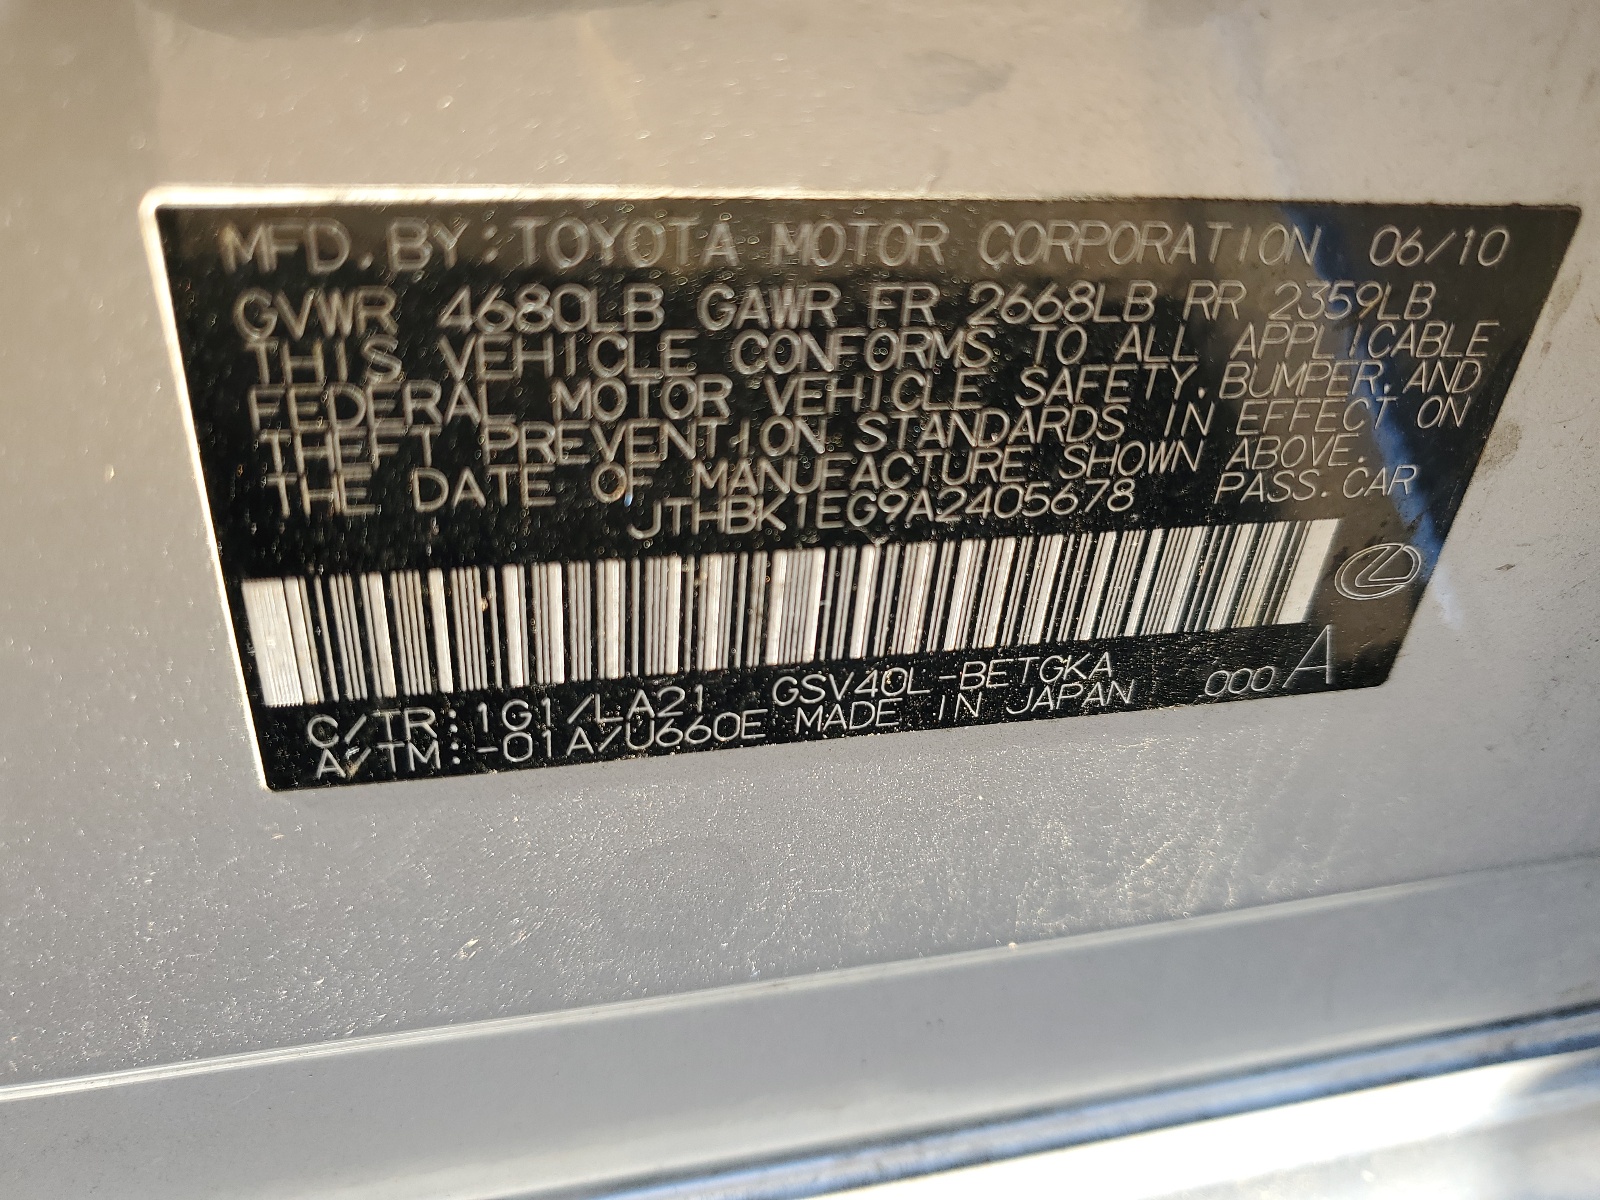 MFD.BY:TOYOTA MOTOR CORPORATION 06/10
GVWR 4680LB GAWR FR 2668LB RR 2359LB
THIS VEHICLE CONFORMS TO ALL APPLICABLE
FEDERAL MOTOR VEHICLE SAFETY,BUMPER,AND
THEFT PREVENTION STANDARDS IN EFFECT ON
THE DATE OF MANUFACTURE SHOWN ABOVE.
JTHBK1EG9A2405678 PASS.CAR
C/TR:1G1/LA21 GSV40L-BETGKA
A/TM:-01A/U660E MADE IN JAPAN 000 A